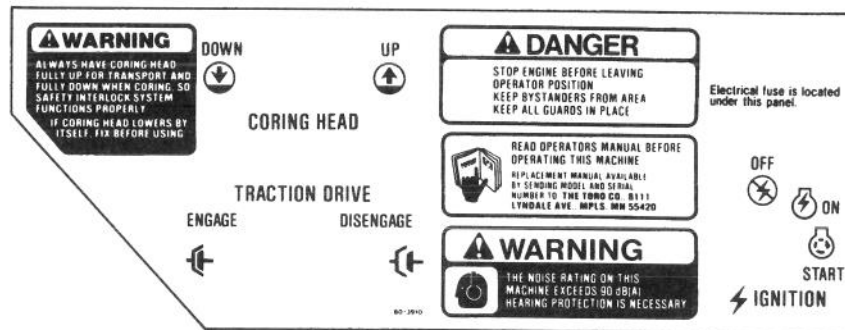 WARNING
ALWAYS HAVE CORING HEAD
FULLY UP FOR TRANSPORT AND
FULLY DOWN WHEN CORING, SO
SAFETY INTERLOCK SYSTEM
FUNCTIONS PROPERLY
IF CORING HEAD LOWERS BY
ITSELF, FIX BEFORE USING
DOWN
UP
CORING HEAD
TRACTION DRIVE
ENGAGE
DISENGAGE
80-3910
DANGER
STOP ENGINE BEFORE LEAVING
OPERATOR POSITION
KEEP BYSTANDERS FROM AREA
KEEP ALL GUARDS IN PLACE
READ OPERATORS MANUAL BEFORE
OPERATING THIS MACHINE
REPLACEMENT MANUAL AVAILABLE
BY SENDING MODEL AND SERIAL
NUMBER TO THE TORO CO., 8111
LYNDALE AVE., MPLS, MN 55420
WARNING
THE NOISE RATING ON THIS
MACHINE EXCEEDS 90 dB(A)
HEARING PROTECTION IS NECESSARY
Electrical fuse is located
under this panel.
OFF
ON
START
IGNITION